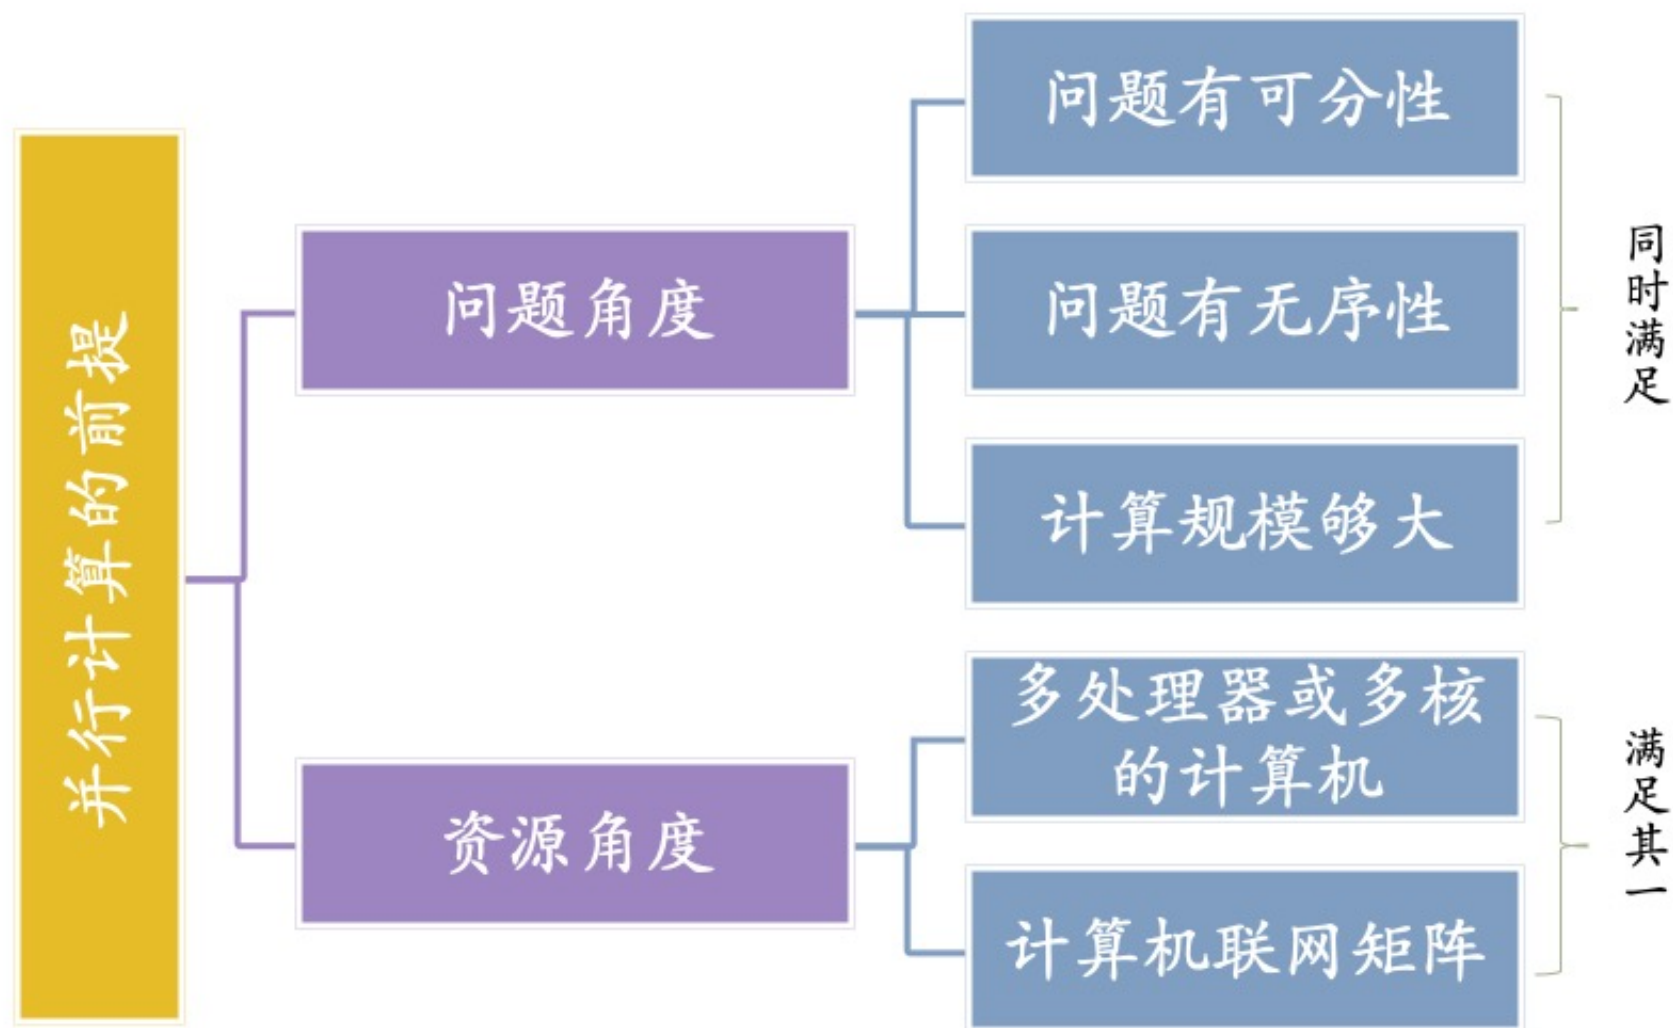 并行计算的前提
问题角度
问题有可分性
问题有无序性
计算规模够大
同时满足
资源角度
多处理器或多核
的计算机
计算机联网矩阵
满足其一